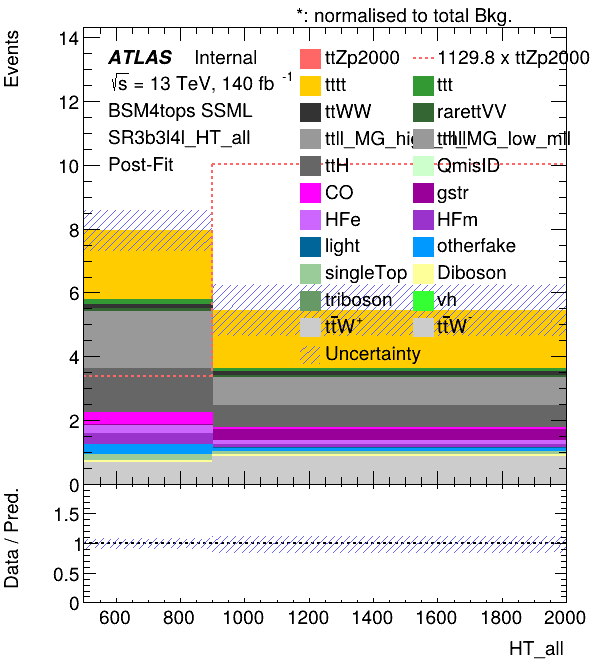 *: normalised to total Bkg.
Events
14
12
10
8
6
4
2
0
ATLAS Internal
√s = 13 TeV, 140 fb -1
BSM4tops SSML
SR3b3l4l_HT_all
Post-Fit
ttZp2000 1129.8 x ttZp2000
tttt ttt
ttWW rarettVV
ttll_MG_high_mll ttllMG_low_mll
ttH QmisID
CO gstr
HFe HFm
light otherfake
singleTop Diboson
triboson vh
tt̄W+ tt̄W-
Uncertainty
Data / Pred.
1.5
1
0.5
0
600 800 1000 1200 1400 1600 1800 2000
HT_all